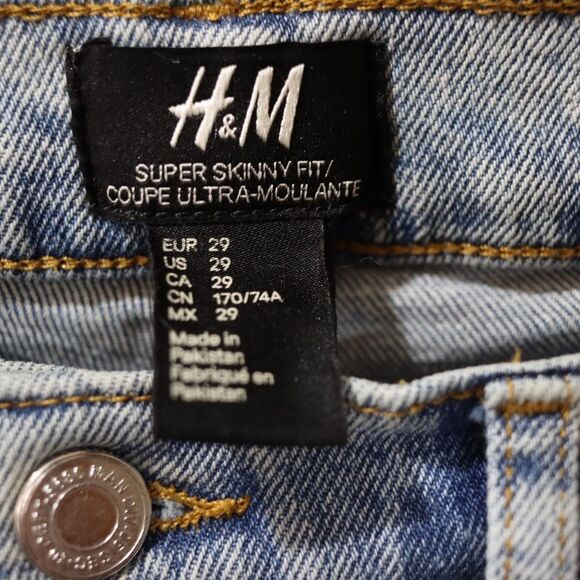 H&M
SUPER SKINNY FIT/
COUPE ULTRA-MOULANTE
EUR 29
US 29
CA 29
CN 170/74A
MX 29
Made in
Pakistan
Fabriqué en
Pakistan